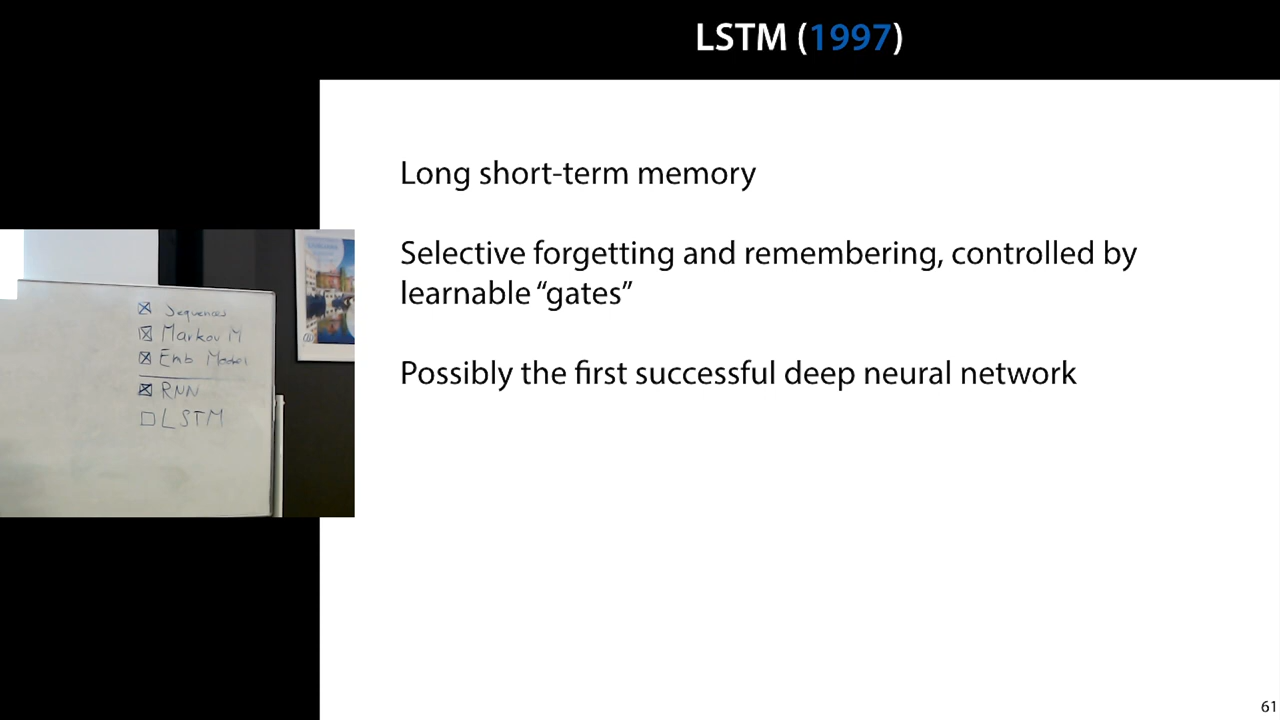 LSTM (1997)
Long short-term memory
Selective forgetting and remembering, controlled by
learnable “gates”
Possibly the first successful deep neural network
Sequences
Markov M
Emb Model
RNN
LSTM
61